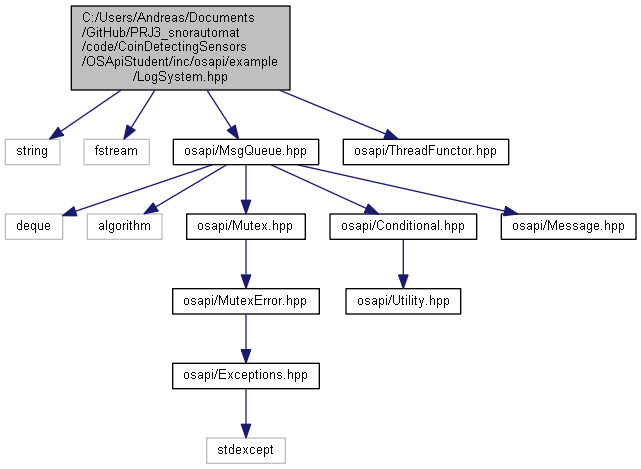 C:/Users/Andreas/Documents
/GitHub/PRJ3_snorautomat
/code/CoinDetectingSensors
/OSApiStudent/inc/osapi/example
/LogSystem.hpp
string
fstream
osapi/MsgQueue.hpp
osapi/ThreadFunctor.hpp
deque
algorithm
osapi/Mutex.hpp
osapi/Conditional.hpp
osapi/Message.hpp
osapi/MutexError.hpp
osapi/Utility.hpp
osapi/Exceptions.hpp
stdexcept